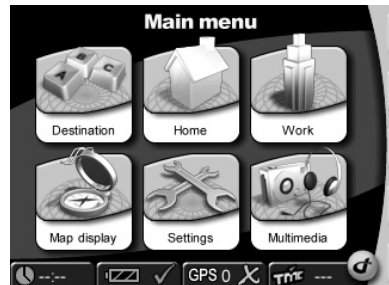 Main menu
A B C
Destination Home Work
Map display Settings Multimedia
--:-- GPS 0 TMC ---